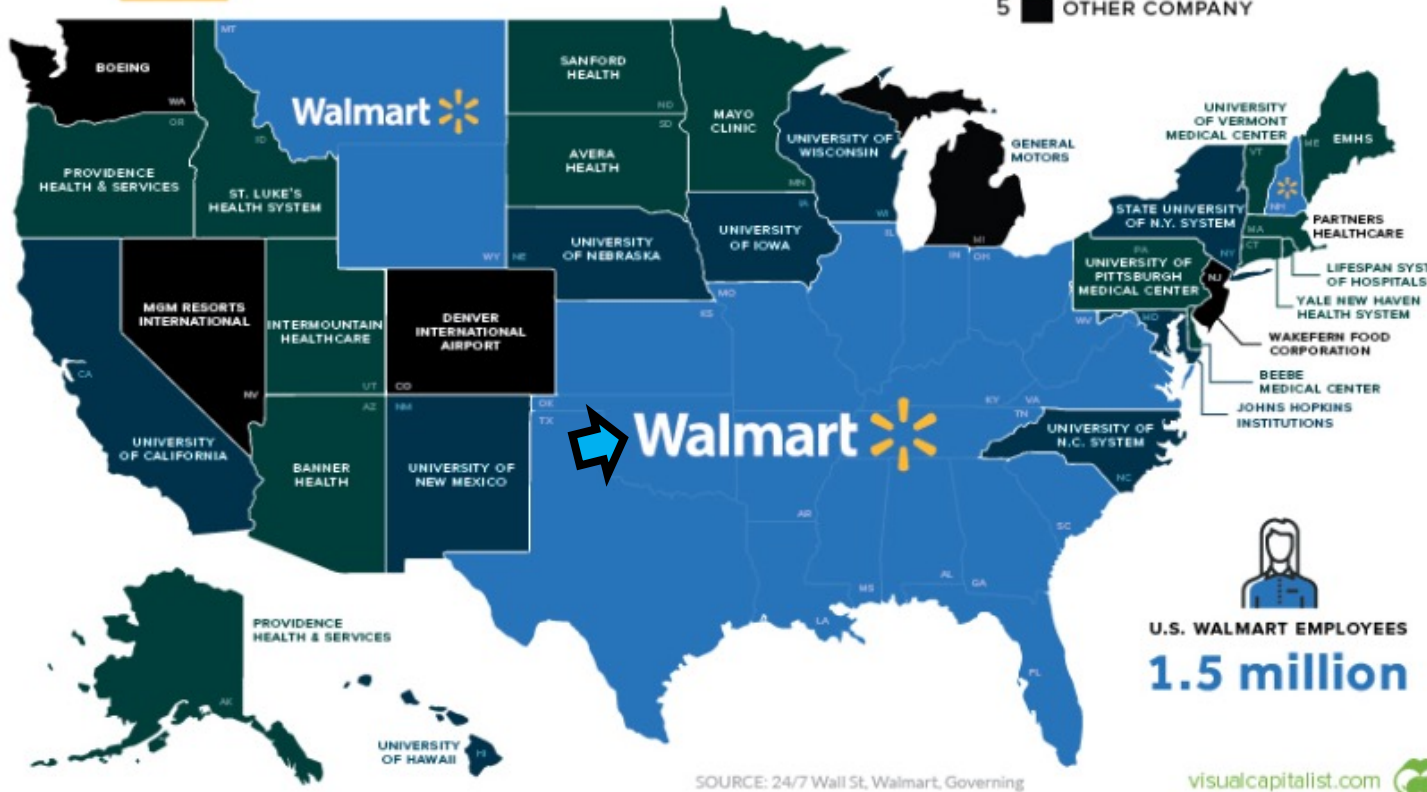 5 OTHER COMPANY
MT
BOEING
WA
Walmart
SANFORD
HEALTH
ND
SD
MAYO
CLINIC
MN
UNIVERSITY OF
WISCONSIN
WI
GENERAL
MOTORS
MI
UNIVERSITY
OF VERMONT
MEDICAL CENTER
VT
ME
EMHS
NH
OR
PROVIDENCE
HEALTH & SERVICES
ID
ST. LUKE'S
HEALTH SYSTEM
AVERA
HEALTH
IA
UNIVERSITY
OF IOWA
STATE UNIVERSITY
OF N.Y. SYSTEM
NY
MA
CT
PARTNERS
HEALTHCARE
WY
NE
UNIVERSITY
OF NEBRASKA
IL
IN
OH
PA
UNIVERSITY OF
PITTSBURGH
MEDICAL CENTER
NJ
LIFESPAN SYST
OF HOSPITALS
YALE NEW HAVEN
HEALTH SYSTEM
MGM RESORTS
INTERNATIONAL
NV
INTERMOUNTAIN
HEALTHCARE
UT
DENVER
INTERNATIONAL
AIRPORT
CO
MO
KS
WV
MD
WAKEFERN FOOD
CORPORATION
BEEBE
MEDICAL CENTER
JOHNS HOPKINS
INSTITUTIONS
CA
UNIVERSITY
OF CALIFORNIA
AZ
BANNER
HEALTH
NM
UNIVERSITY OF
NEW MEXICO
OK
TX
Walmart
KY
VA
TN
UNIVERSITY OF
N.C. SYSTEM
NC
AR
SC
MS
AL
GA
LA
FL
PROVIDENCE
HEALTH & SERVICES
AK
UNIVERSITY
OF HAWAII
HI
U.S. WALMART EMPLOYEES
1.5 million
SOURCE: 24/7 Wall St, Walmart, Governing
visualcapitalist.com